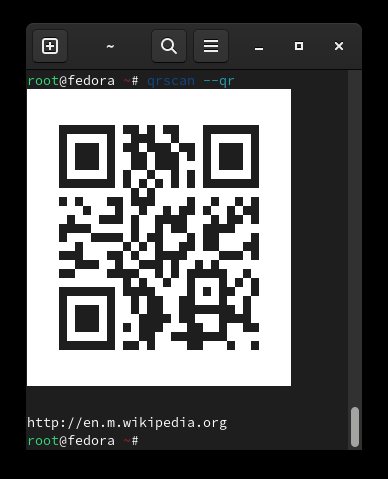 ~
root@fedora ~# qrscan --qr
http://en.m.wikipedia.org
root@fedora ~#